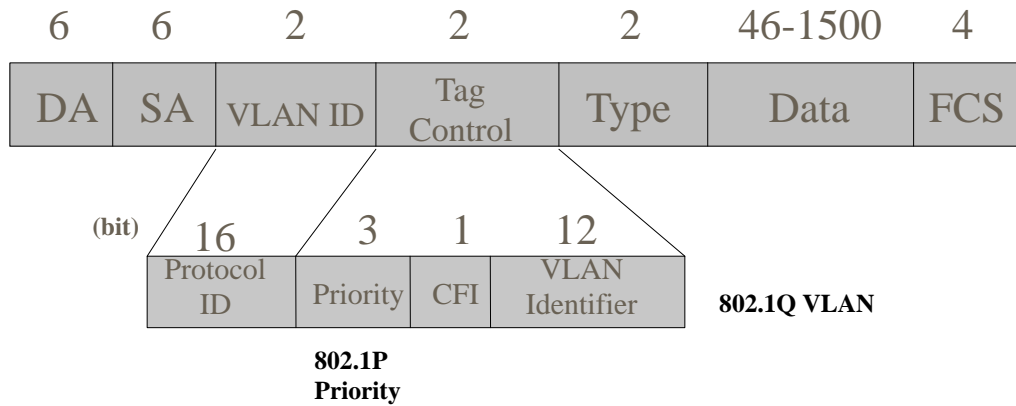 6 6 2 2 2 46-1500 4
DA SA VLAN ID Tag Control Type Data FCS
(bit) 16 3 1 12
Protocol ID Priority CFI VLAN Identifier
802.1Q VLAN
802.1P
Priority